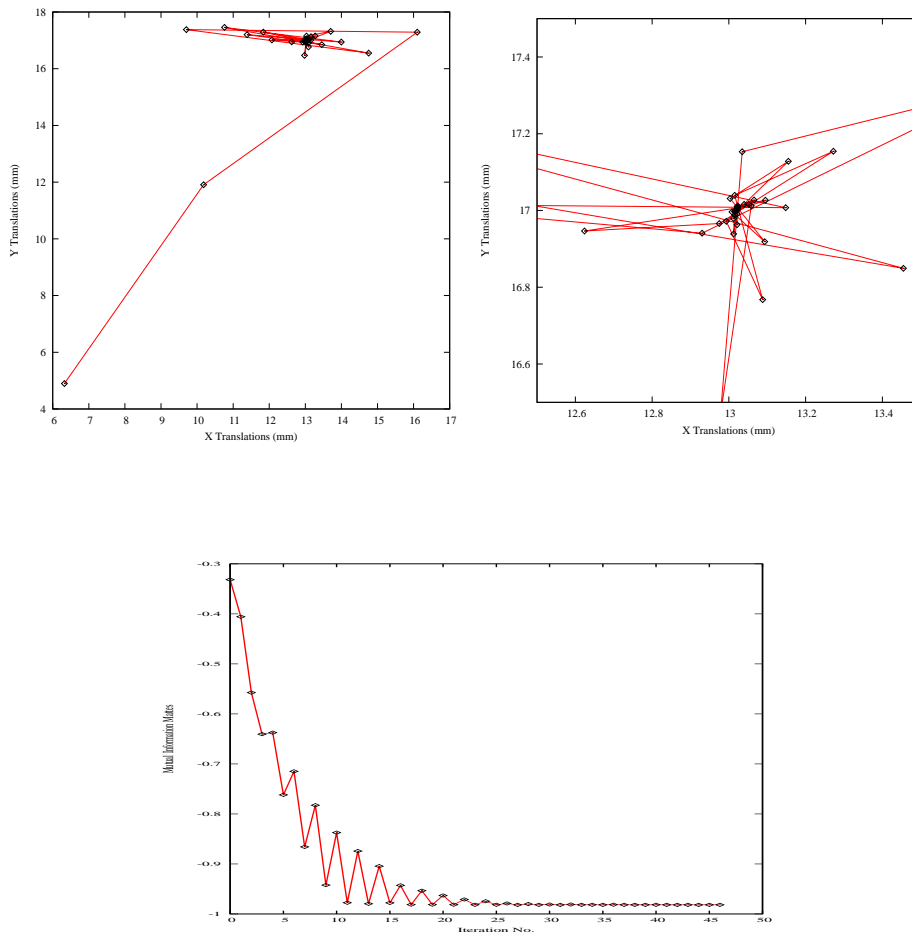 18
16
14
12
10
8
6
4
Y Translations (mm)
6 7 8 9 10 11 12 13 14 15 16 17
X Translations (mm)
17.4
17.2
17
16.8
16.6
Y Translations (mm)
12.6 12.8 13 13.2 13.4
X Translations (mm)
-0.3
-0.4
-0.5
-0.6
-0.7
-0.8
-0.9
-1
Mutual Information Mattes
0 5 10 15 20 25 30 35 40 45 50
Iteration No.